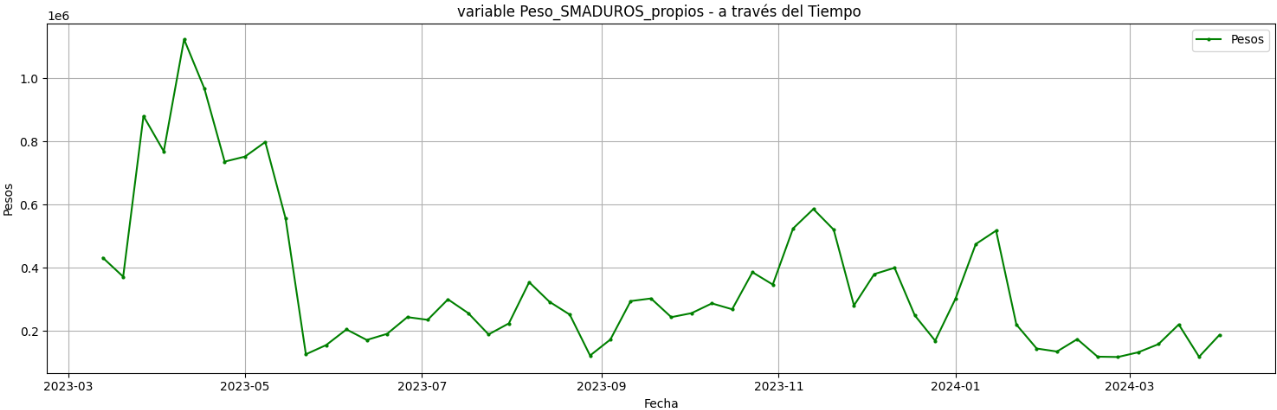 variable Peso_SMADUROS_propios - a través del Tiempo
1e6
Pesos
1.0
0.8
0.6
0.4
0.2
Pesos
2023-03 2023-05 2023-07 2023-09 2023-11 2024-01 2024-03
Fecha